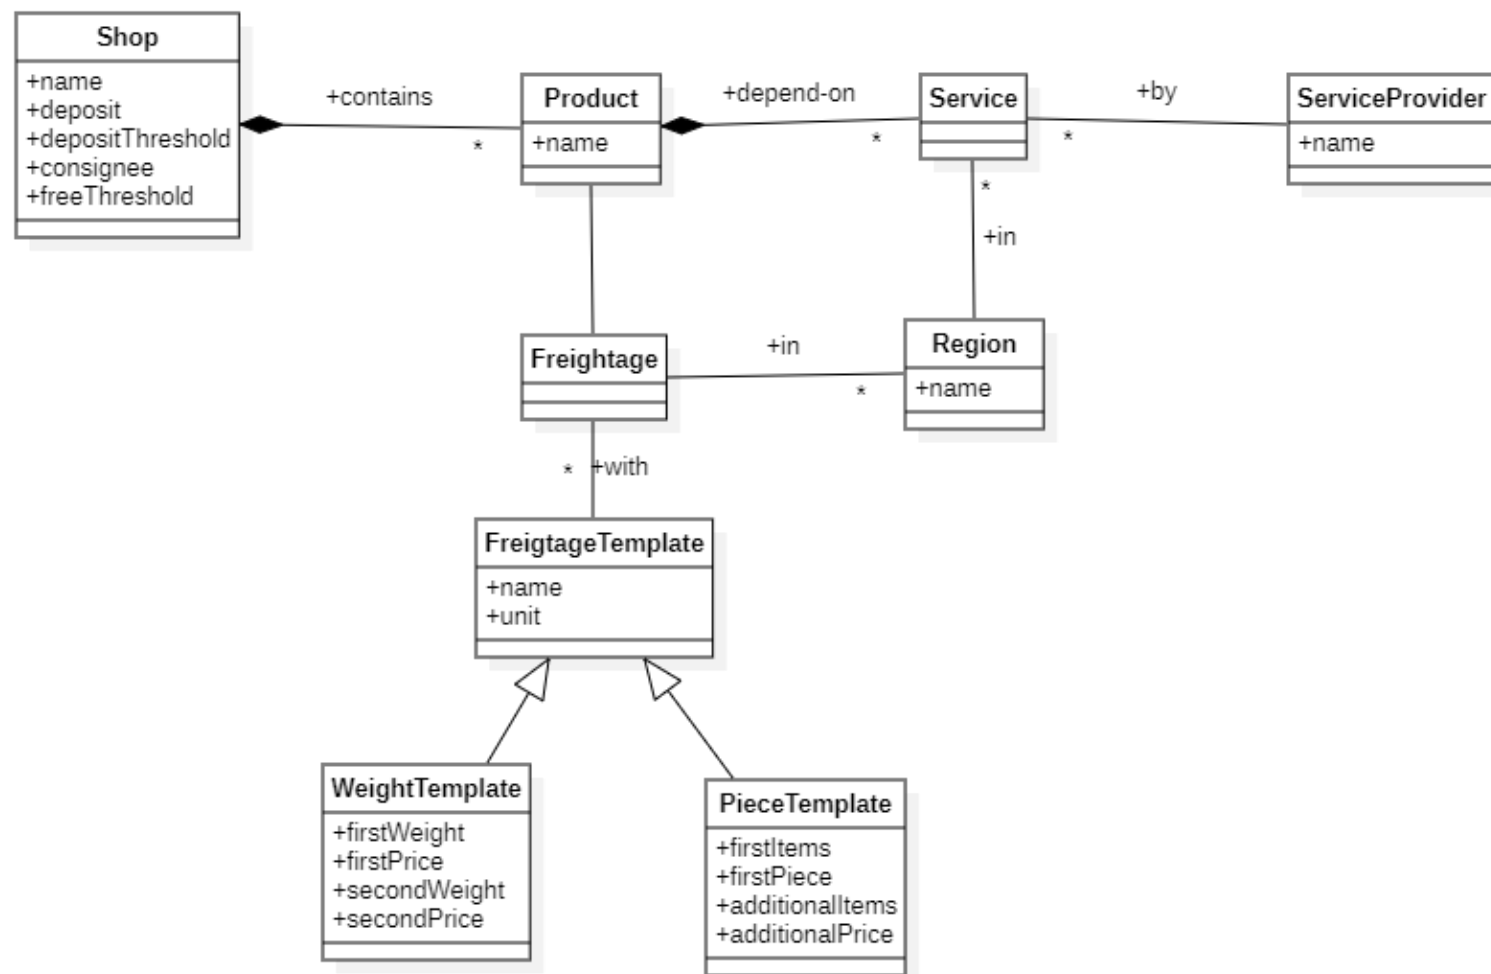 Shop
+name
+deposit
+depositThreshold
+consignee
+freeThreshold
+contains
*
Product
+name
+depend-on
*
Service
+by
*
ServiceProvider
+name
*
+in
Freightage
+in
*
Region
+name
* +with
FreigtageTemplate
+name
+unit
WeightTemplate
+firstWeight
+firstPrice
+secondWeight
+secondPrice
PieceTemplate
+firstItems
+firstPiece
+additionalItems
+additionalPrice